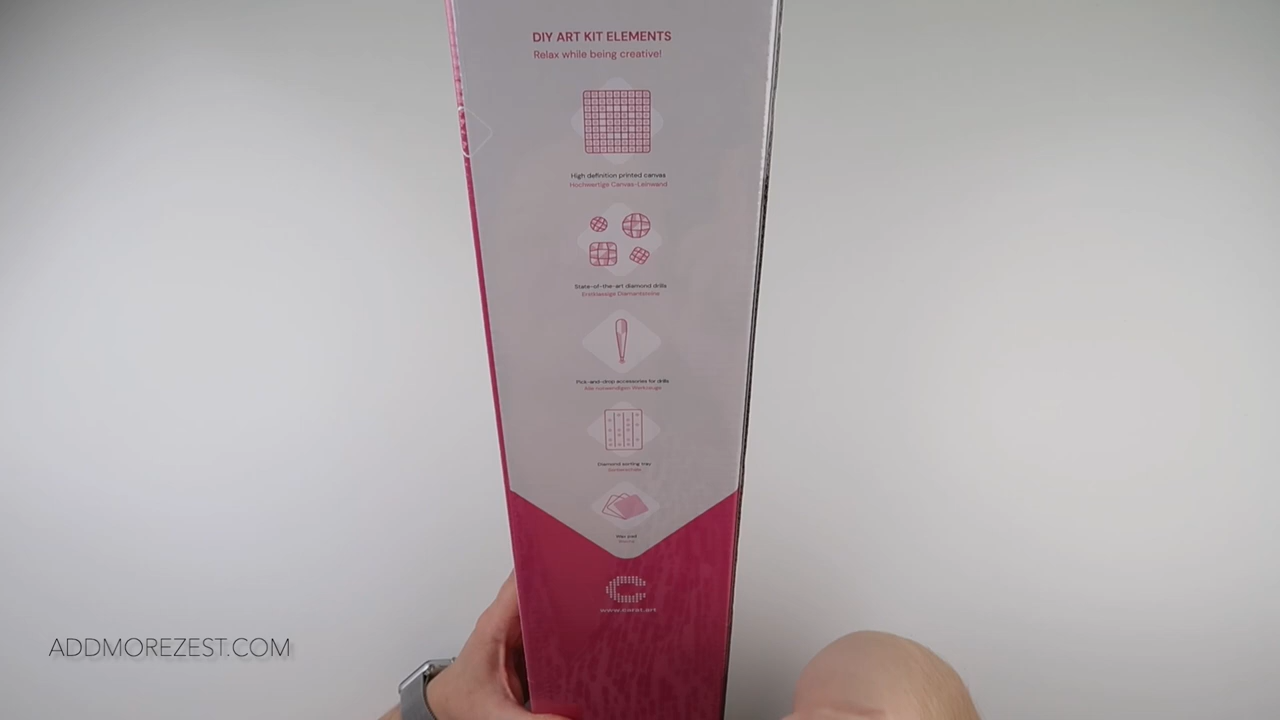 DIY ART KIT ELEMENTS
Relax while being creative!
High definition printed canvas
Hochwertige Canvas-Leinwand
State-of-the-art diamond drills
Erstklassige Diamantsteine
Pick-and-drop accessories for drills
Alle notwendigen Werkzeuge
Diamond sorting tray
Wax pad
www.carat.art
ADDMOREZEST.COM